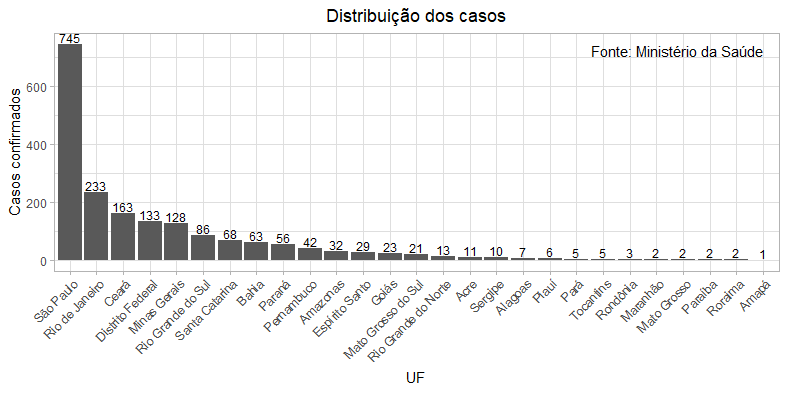 Distribuição dos casos
Fonte: Ministério da Saúde
Casos confirmados
600
400
200
0
745
233
163
133
128
86
68
63
56
42
32
29
23
21
13
11
10
7
6
5
5
3
2
2
2
2
1
São Paulo
Rio de Janeiro
Ceará
Distrito Federal
Minas Gerais
Rio Grande do Sul
Santa Catarina
Bahia
Paraná
Pernambuco
Amazonas
Espírito Santo
Goiás
Mato Grosso do Sul
Rio Grande do Norte
Acre
Sergipe
Alagoas
Piauí
Pará
Tocantins
Rondônia
Maranhão
Mato Grosso
Paraíba
Roraima
Amapá
UF